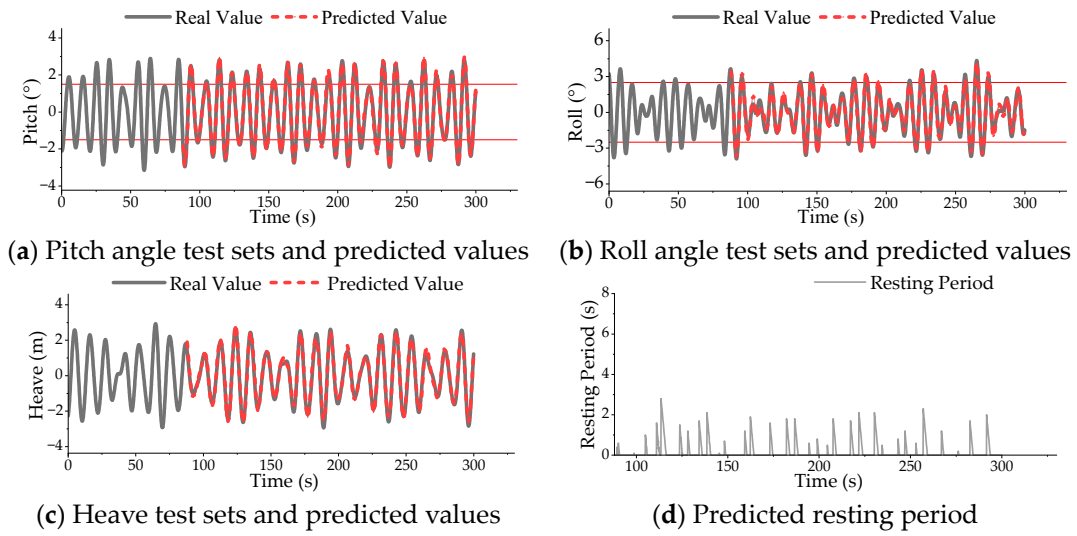 Real Value Predicted Value
4
2
0
−2
−4
Pitch (°)
0 50 100 150 200 250 300
Time (s)
(a) Pitch angle test sets and predicted values
Real Value Predicted Value
6
3
0
−3
−6
Roll (°)
0 50 100 150 200 250 300
Time (s)
(b) Roll angle test sets and predicted values
Real Value Predicted Value
4
2
0
−2
−4
Heave (m)
0 50 100 150 200 250 300
Time (s)
(c) Heave test sets and predicted values
Resting Period
8
6
4
2
0
Resting Period (s)
100 150 200 250 300
Time (s)
(d) Predicted resting period